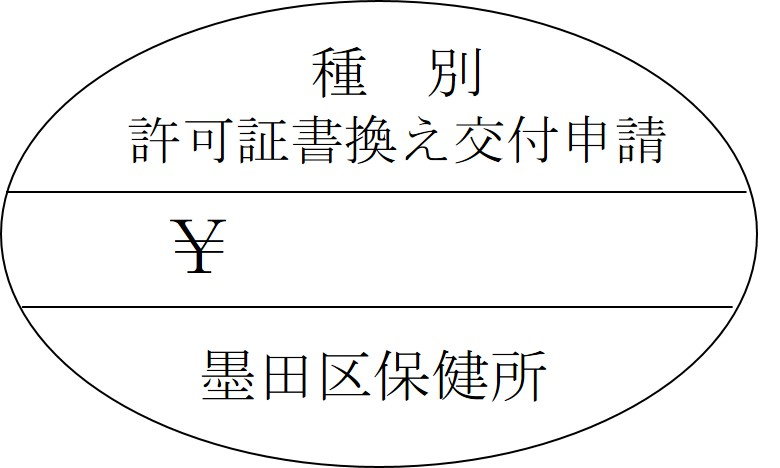 種　別
許可証書換え交付申請
￥
墨田区保健所